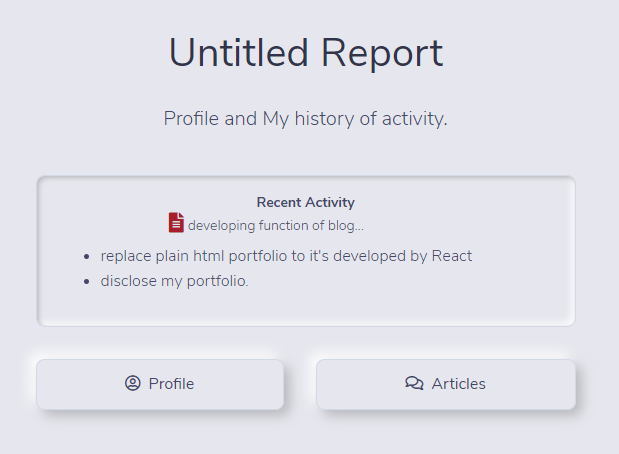 Untitled Report
Profile and My history of activity.
Recent Activity
developing function of blog...
replace plain html portfolio to it's developed by React
disclose my portfolio.
Profile
Articles